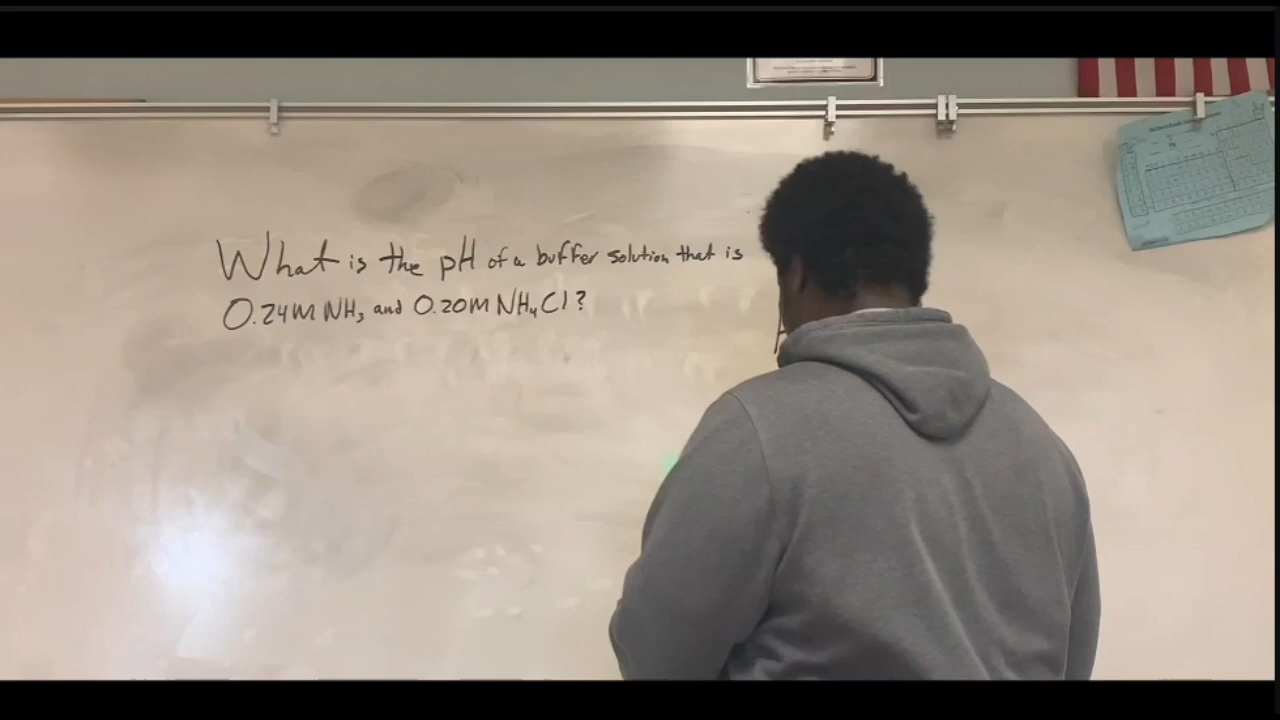 What is the pH of a buffer solution that is
0.24M NH₃ and 0.20M NH₄Cl?